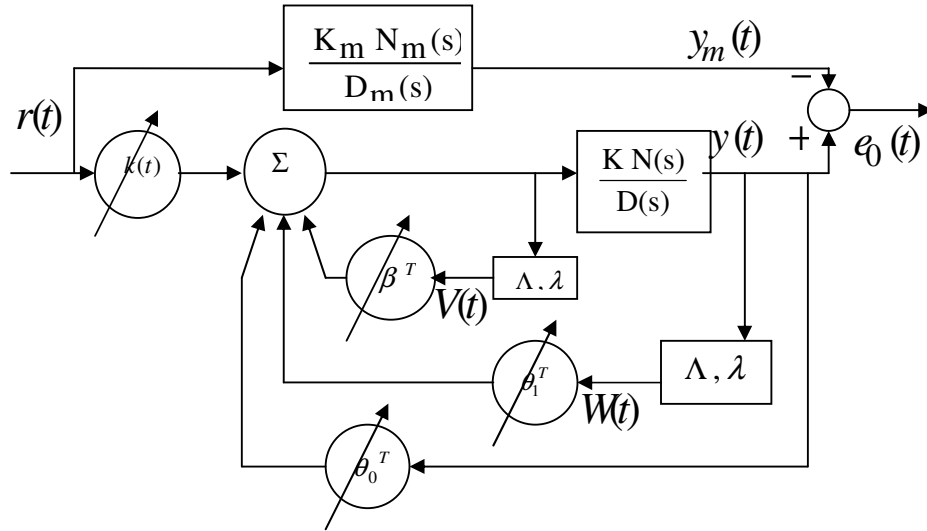 K_m N_m(s)
D_m(s)
y_m(t)
−
r(t)
k(t)
Σ
K N(s)
D(s)
y(t)
+
e_0(t)
β^T
V(t)
Λ, λ
θ_1^T
W(t)
Λ, λ
θ_0^T